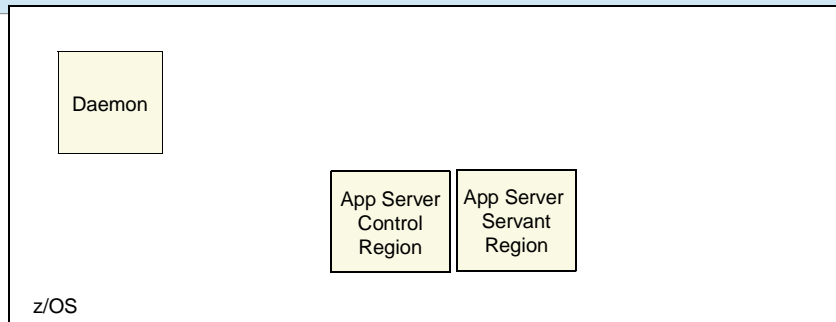 Daemon
App Server
Control
Region
App Server
Servant
Region
z/OS